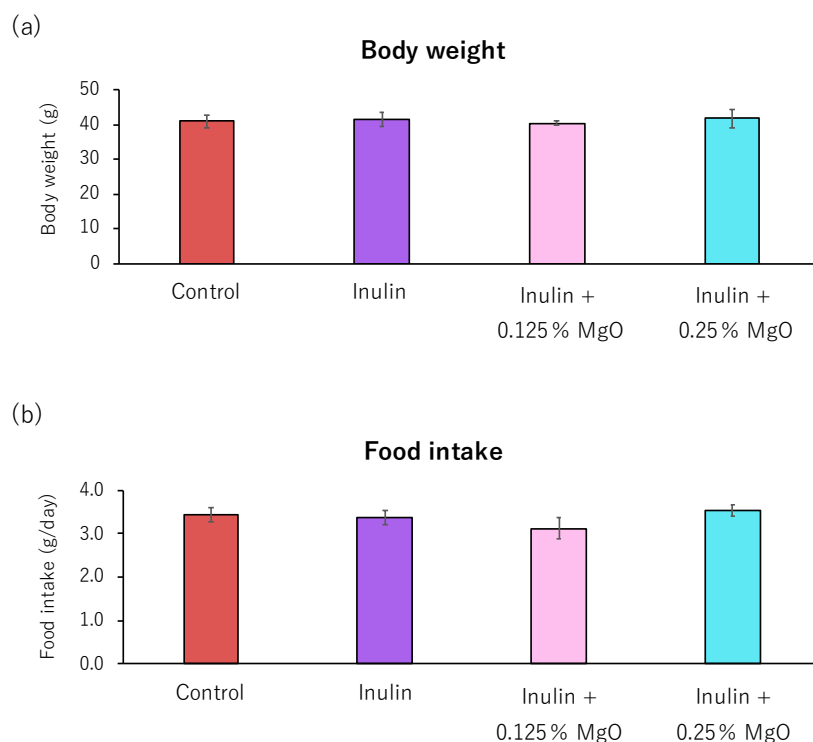 (a)
Body weight
Body weight (g)
50
40
30
20
10
0
Control
Inulin
Inulin +
0.125% MgO
Inulin +
0.25% MgO
(b)
Food intake
Food intake (g/day)
4.0
3.0
2.0
1.0
0.0
Control
Inulin
Inulin +
0.125% MgO
Inulin +
0.25% MgO